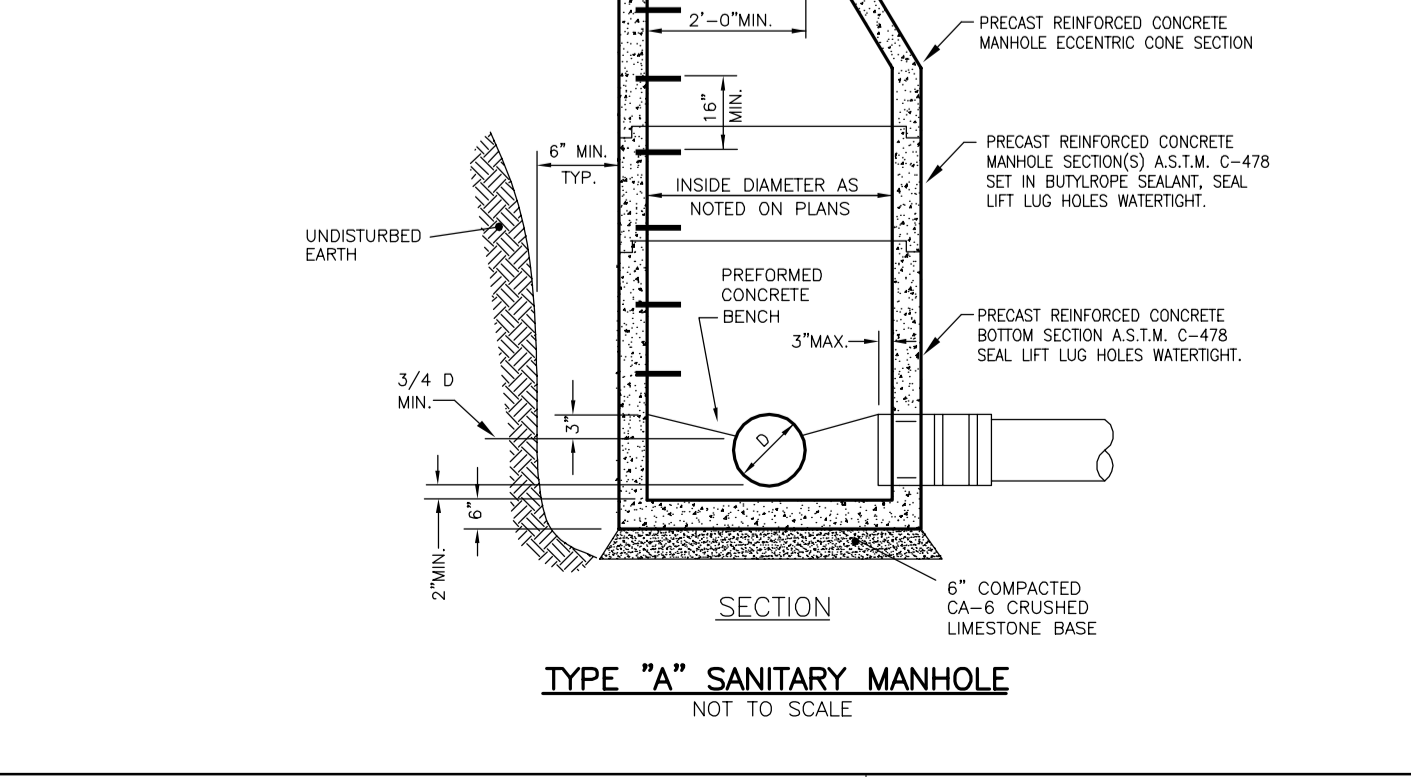 2'-0"MIN.
PRECAST REINFORCED CONCRETE
MANHOLE ECCENTRIC CONE SECTION
16"
MIN.
6" MIN.
TYP.
PRECAST REINFORCED CONCRETE
MANHOLE SECTION(S) A.S.T.M. C-478
SET IN BUTYLROPE SEALANT, SEAL
LIFT LUG HOLES WATERTIGHT.
INSIDE DIAMETER AS
NOTED ON PLANS
UNDISTURBED
EARTH
PREFORMED
CONCRETE
BENCH
3"MAX.
PRECAST REINFORCED CONCRETE
BOTTOM SECTION A.S.T.M. C-478
SEAL LIFT LUG HOLES WATERTIGHT.
3/4 D
MIN.
3"
D
6"
2"MIN.
6" COMPACTED
CA-6 CRUSHED
LIMESTONE BASE
SECTION
TYPE "A" SANITARY MANHOLE
NOT TO SCALE